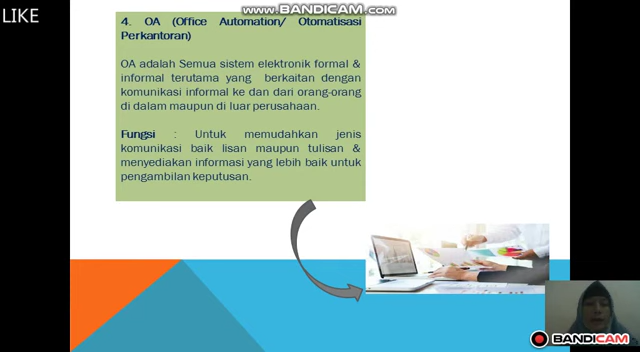 LIKE
www.BANDICAM.com
4. OA (Office Automation/ Otomatisasi
Perkantoran)
OA adalah Semua sistem elektronik formal &
informal terutama yang berkaitan dengan
komunikasi informal ke dan dari orang-orang
di dalam maupun di luar perusahaan.
Fungsi : Untuk memudahkan jenis
komunikasi baik lisan maupun tulisan &
menyediakan informasi yang lebih baik untuk
pengambilan keputusan.
BANDICAM